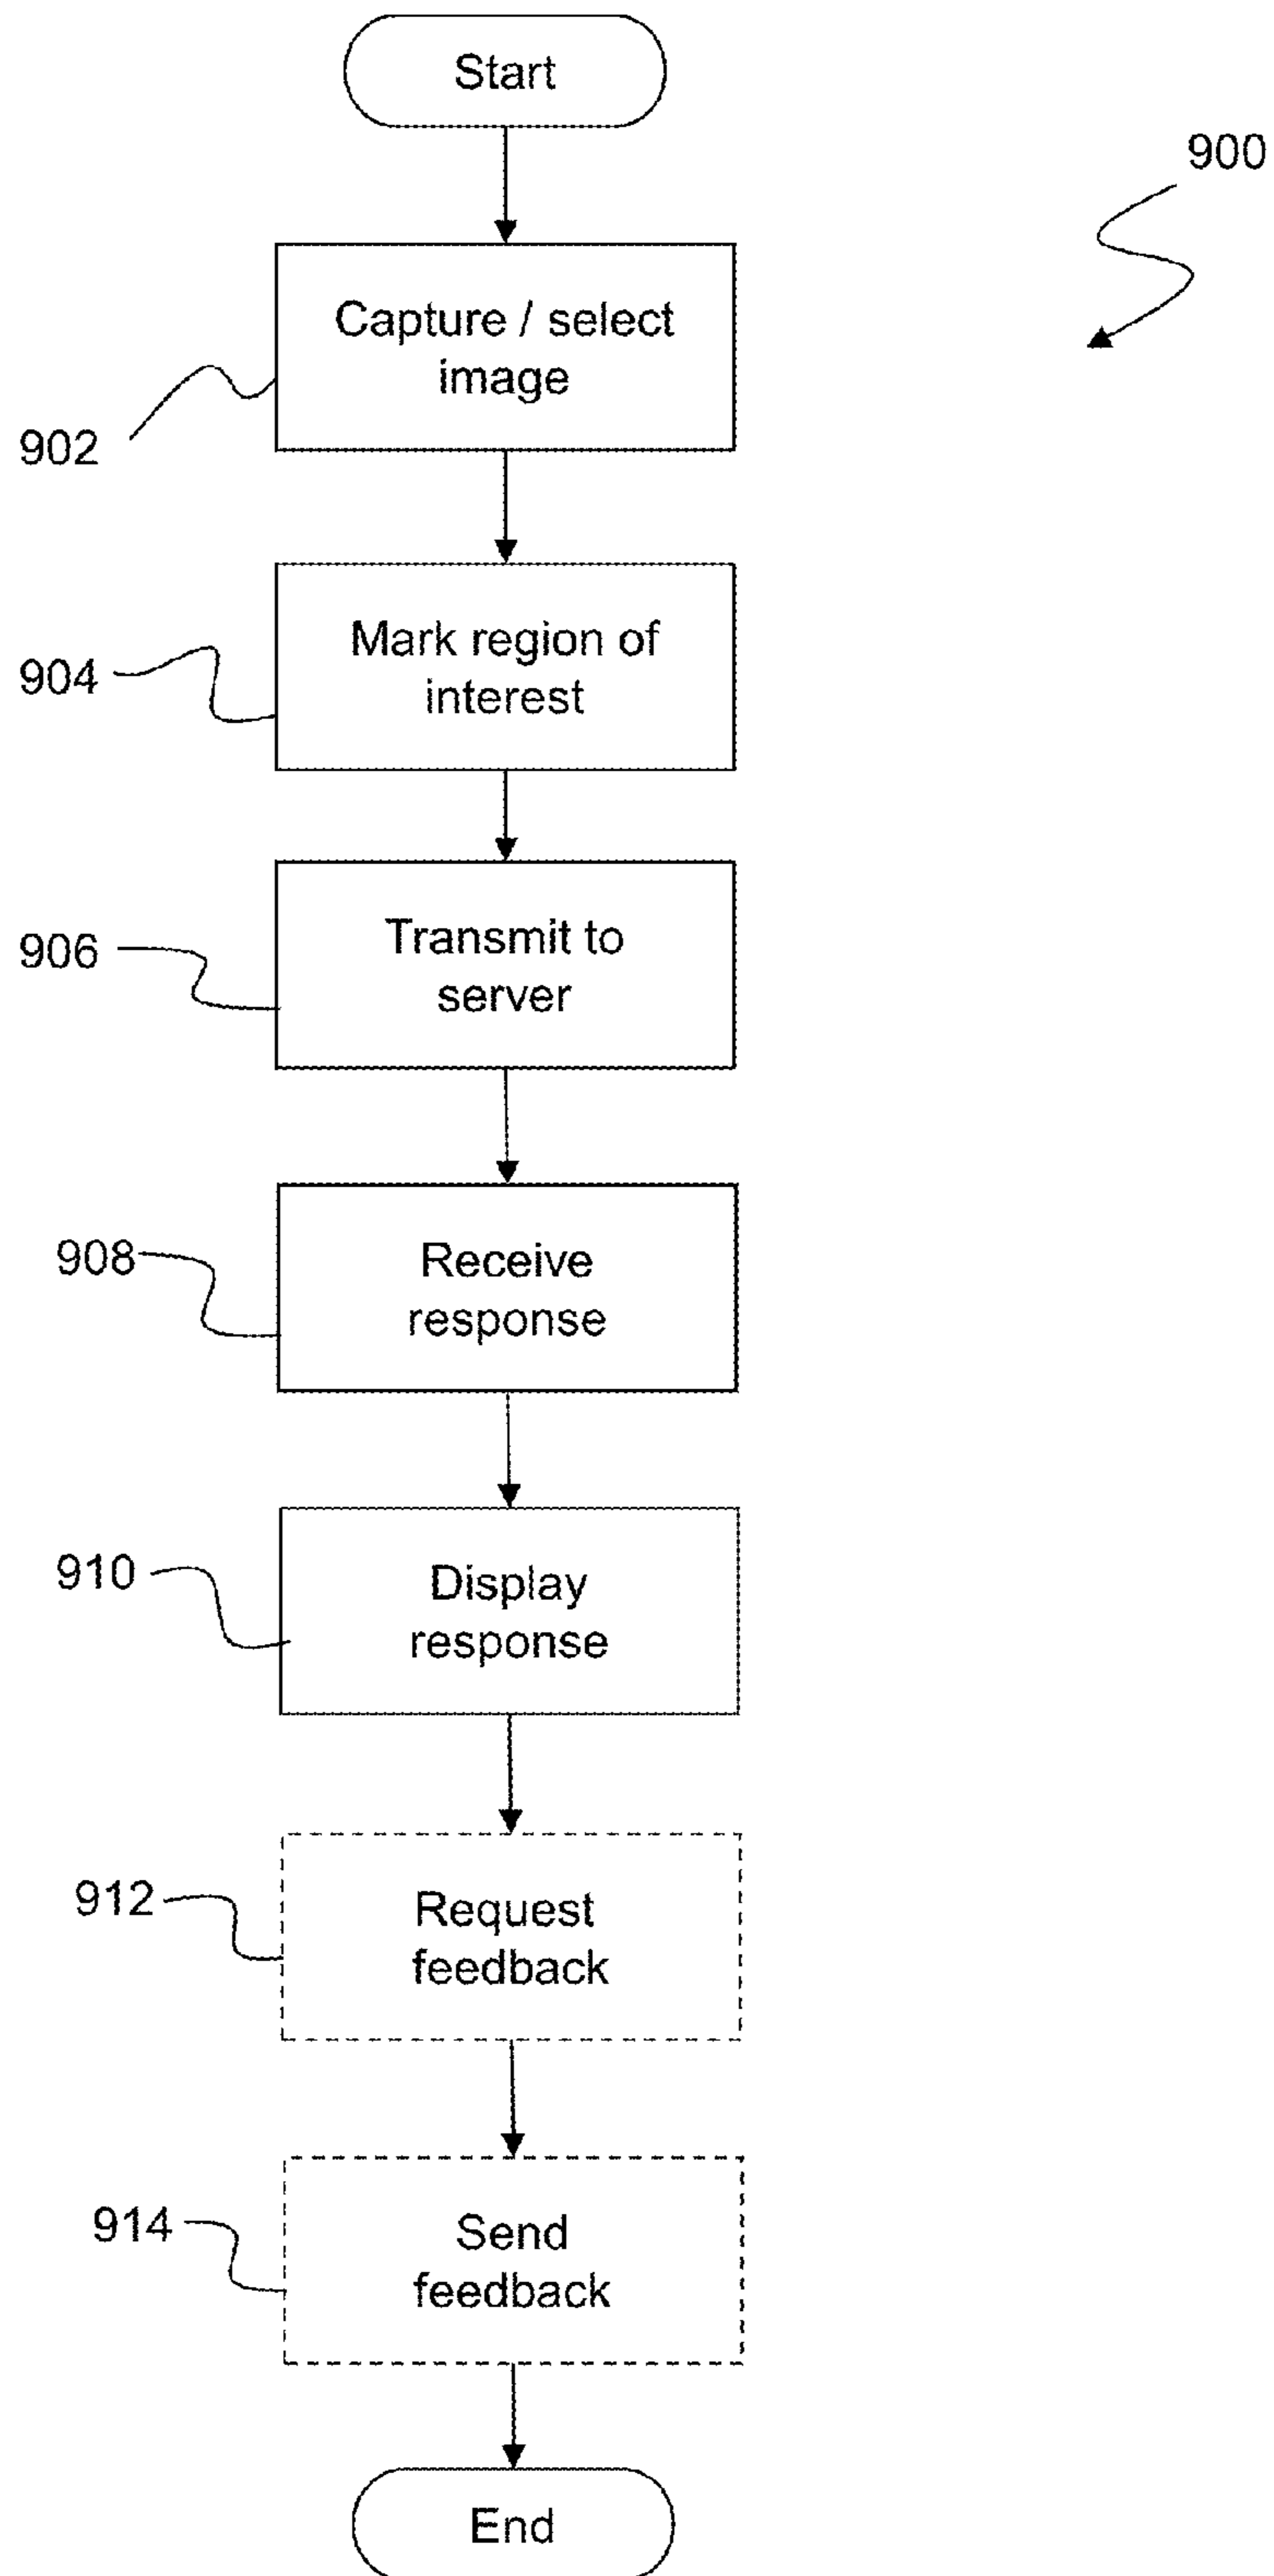 Start
900
Capture / select
image
902
Mark region of
interest
904
Transmit to
server
906
Receive
response
908
Display
response
910
Request
feedback
912
Send
feedback
914
End